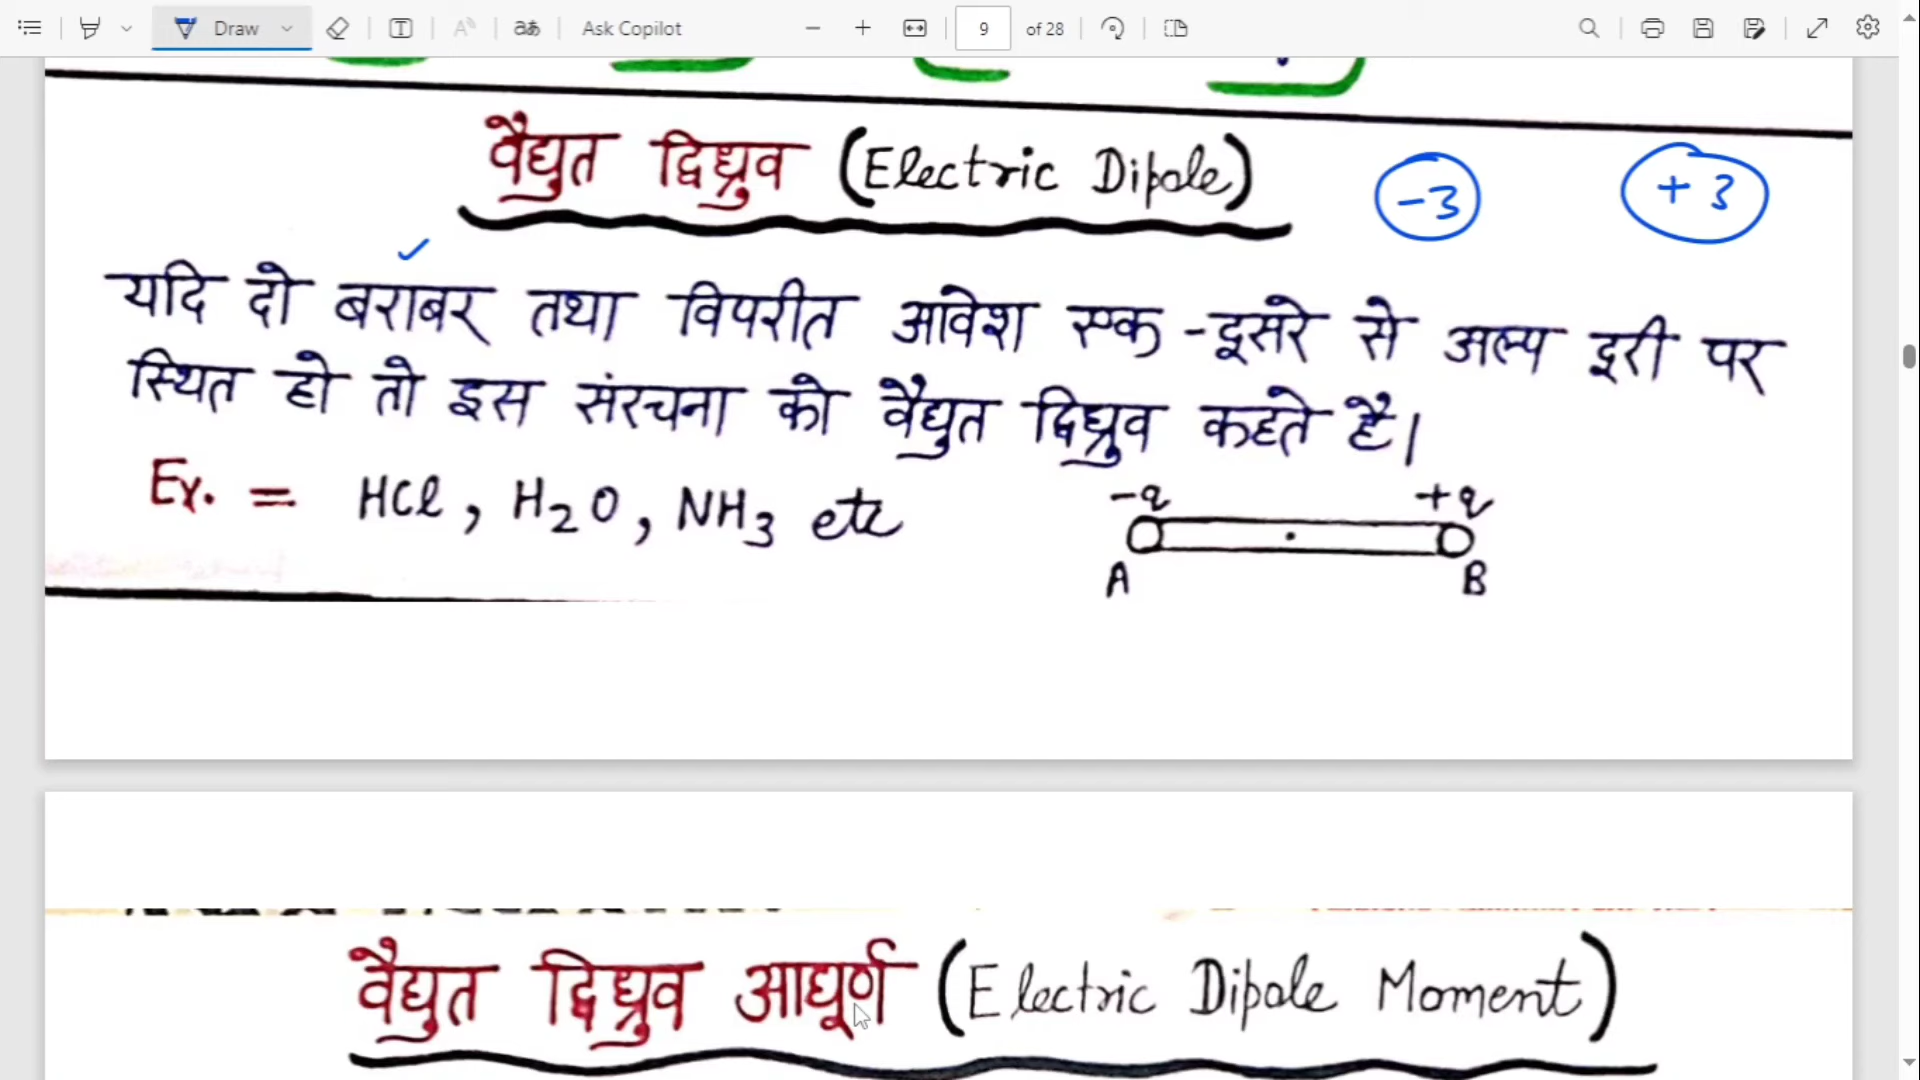 Draw Ask Copilot 9 of 28
वैद्युत द्विध्रुव (Electric Dipole) -3 +3
यदि दो बराबर तथा विपरीत आवेश एक -दूसरे से अल्प दूरी पर
स्थित हो तो इस संरचना को वैद्युत द्विध्रुव कहते है।
Ex. = HCl, H2O, NH3 etc
-q +q
A B
वैद्युत द्विध्रुव आघूर्ण (Electric Dipole Moment)